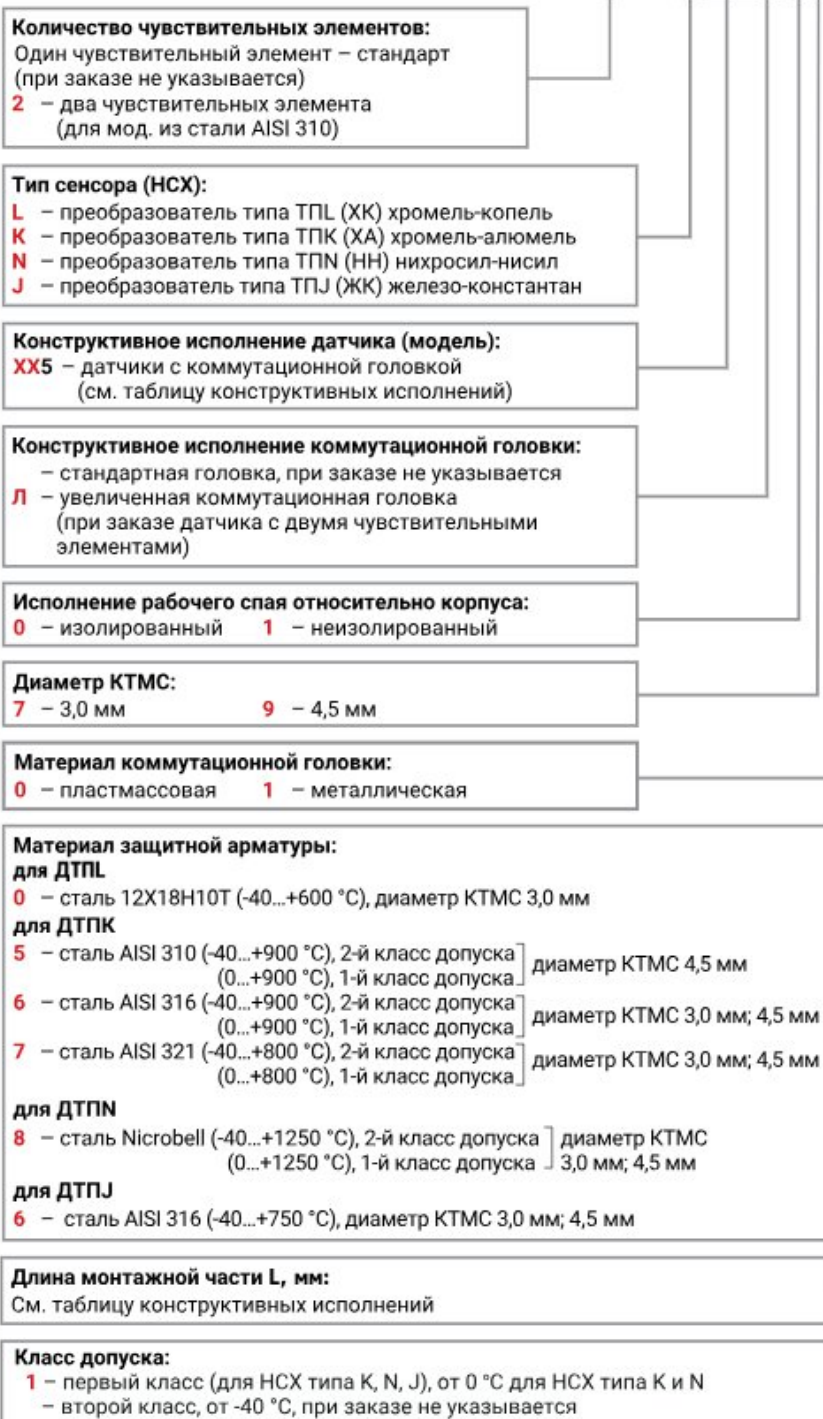 Количество чувствительных элементов:
Один чувствительный элемент – стандарт
(при заказе не указывается)
2 – два чувствительных элемента
(для мод. из стали AISI 310)
Тип сенсора (НСХ):
L – преобразователь типа ТПL (ХК) хромель-копель
K – преобразователь типа ТПК (ХА) хромель-алюмель
N – преобразователь типа ТПN (НН) нихросил-нисил
J – преобразователь типа ТПJ (ЖК) железо-константан
Конструктивное исполнение датчика (модель):
XX5 – датчики с коммутационной головкой
(см. таблицу конструктивных исполнений)
Конструктивное исполнение коммутационной головки:
– стандартная головка, при заказе не указывается
Л – увеличенная коммутационная головка
(при заказе датчика с двумя чувствительными
элементами)
Исполнение рабочего спая относительно корпуса:
0 – изолированный 1 – неизолированный
Диаметр КТМС:
7 – 3,0 мм 9 – 4,5 мм
Материал коммутационной головки:
0 – пластмассовая 1 – металлическая
Материал защитной арматуры:
для ДТПL
0 – сталь 12Х18Н10Т (-40...+600 °С), диаметр КТМС 3,0 мм
для ДТПК
5 – сталь AISI 310 (-40...+900 °С), 2-й класс допуска
(0...+900 °С), 1-й класс допуска
диаметр КТМС 4,5 мм
6 – сталь AISI 316 (-40...+900 °С), 2-й класс допуска
(0...+900 °С), 1-й класс допуска
диаметр КТМС 3,0 мм; 4,5 мм
7 – сталь AISI 321 (-40...+800 °С), 2-й класс допуска
(0...+800 °С), 1-й класс допуска
диаметр КТМС 3,0 мм; 4,5 мм
для ДТПN
8 – сталь Nicrobell (-40...+1250 °С), 2-й класс допуска
(0...+1250 °С), 1-й класс допуска
диаметр КТМС
3,0 мм; 4,5 мм
для ДТПJ
6 – сталь AISI 316 (-40...+750 °С), диаметр КТМС 3,0 мм; 4,5 мм
Длина монтажной части L, мм:
См. таблицу конструктивных исполнений
Класс допуска:
1 – первый класс (для НСХ типа K, N, J), от 0 °С для НСХ типа K и N
– второй класс, от -40 °С, при заказе не указывается